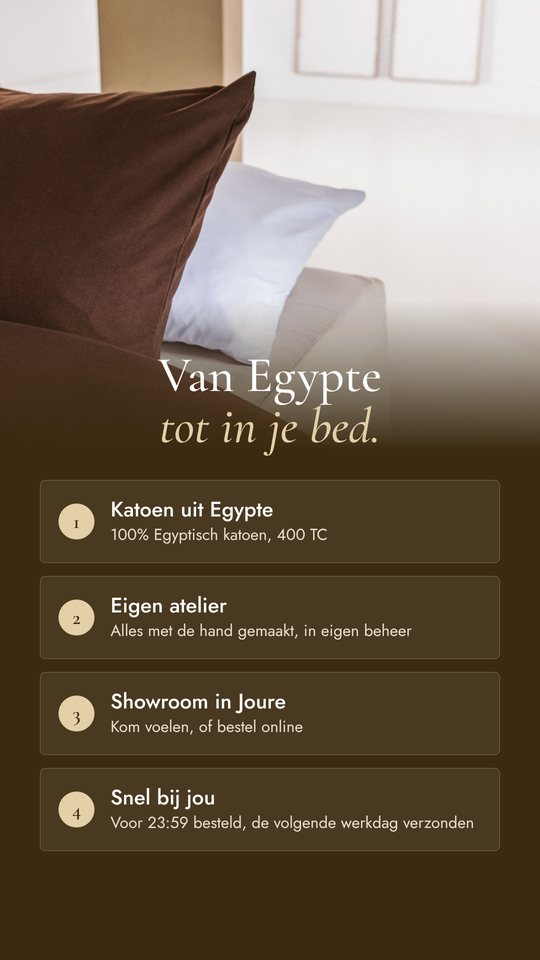 Van Egypte
tot in je bed.
1
Katoen uit Egypte
100% Egyptisch katoen, 400 TC
2
Eigen atelier
Alles met de hand gemaakt, in eigen beheer
3
Showroom in Joure
Kom voelen, of bestel online
4
Snel bij jou
Voor 23:59 besteld, de volgende werkdag verzonden